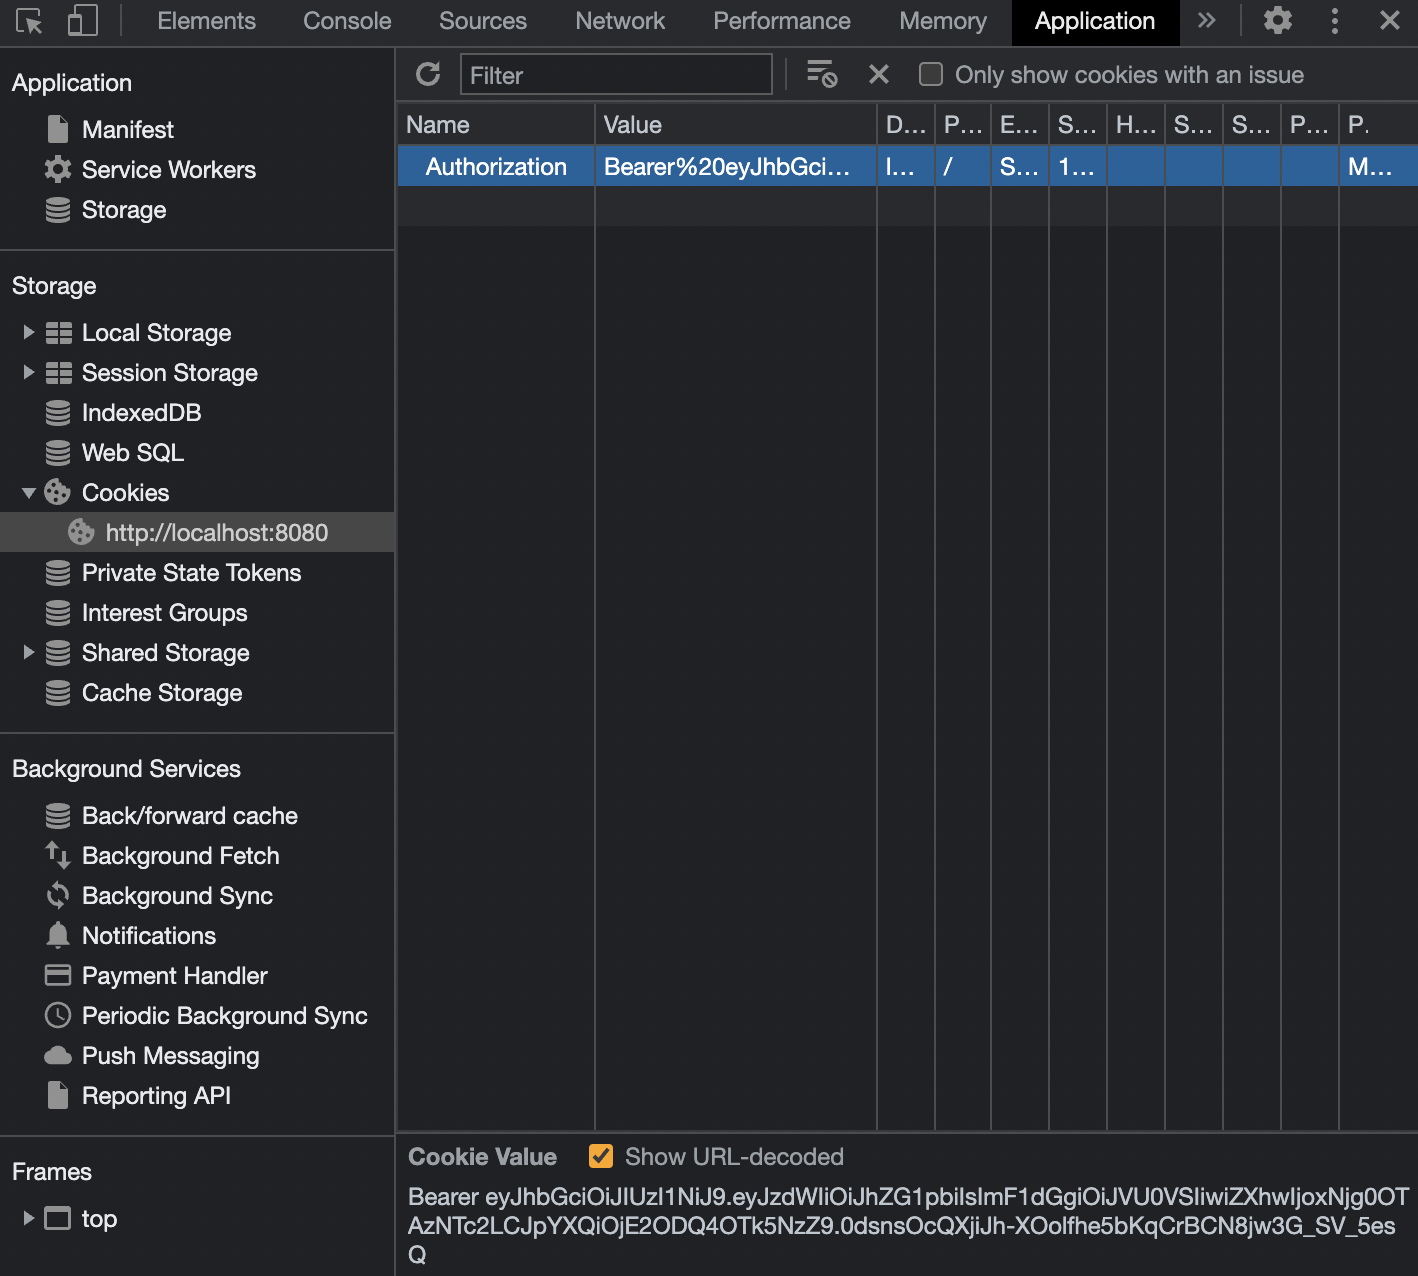 Elements Console Sources Network Performance Memory Application
Application
Manifest
Service Workers
Storage
Storage
Local Storage
Session Storage
IndexedDB
Web SQL
Cookies
http://localhost:8080
Private State Tokens
Interest Groups
Shared Storage
Cache Storage
Background Services
Back/forward cache
Background Fetch
Background Sync
Notifications
Payment Handler
Periodic Background Sync
Push Messaging
Reporting API
Frames
top
Filter Only show cookies with an issue
Name Value D... P... E... S... H... S... S... P... P.
Authorization Bearer%20eyJhbGci... l... / S... 1... M...
Cookie Value Show URL-decoded
Bearer eyJhbGciOiJIUzI1NiJ9.eyJzdWIiOiJhZG1pbiIsImF1dGgiOiJVU0VSIiwiZXhwIjoxNjg0OT
AzNTc2LCJpYXQiOjE2ODQ4OTk5NzZ9.0dsnsOcQXjiJh-XOolfhe5bKqCrBCN8jw3G_SV_5es
Q